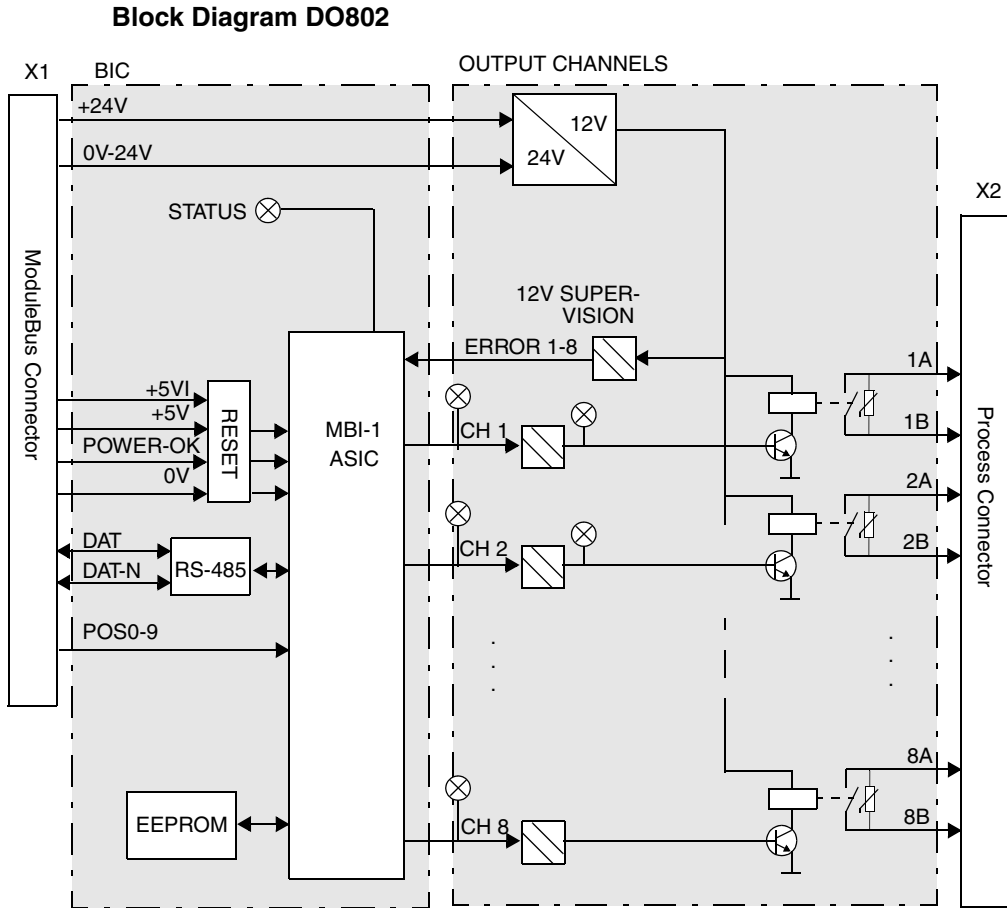 Block Diagram DO802
X1
BIC
OUTPUT CHANNELS
+24V
12V
24V
0V-24V
X2
STATUS
ModuleBus Connector
12V SUPER-
VISION
ERROR 1-8
1A
+5VI
+5V
RESET
MBI-1
ASIC
CH 1
1B
POWER-OK
0V
Process Connector
2A
DAT
RS-485
CH 2
2B
DAT-N
POS0-9
8A
EEPROM
CH 8
8B